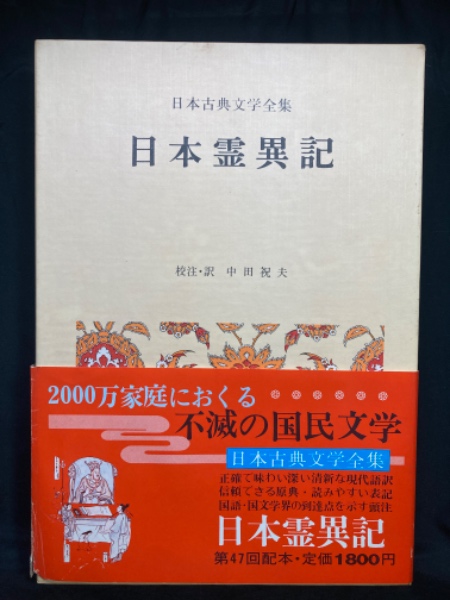 日本古典文学全集
日本霊異記
校注・訳 中田祝夫
2000万家庭におくる
不滅の国民文学
日本古典文学全集
正確で味わい深い清新な現代語訳
信頼できる原典・読みやすい表記
国語・国文学界の到達点を示す頭注
日本霊異記
第47回配本・定価1800円